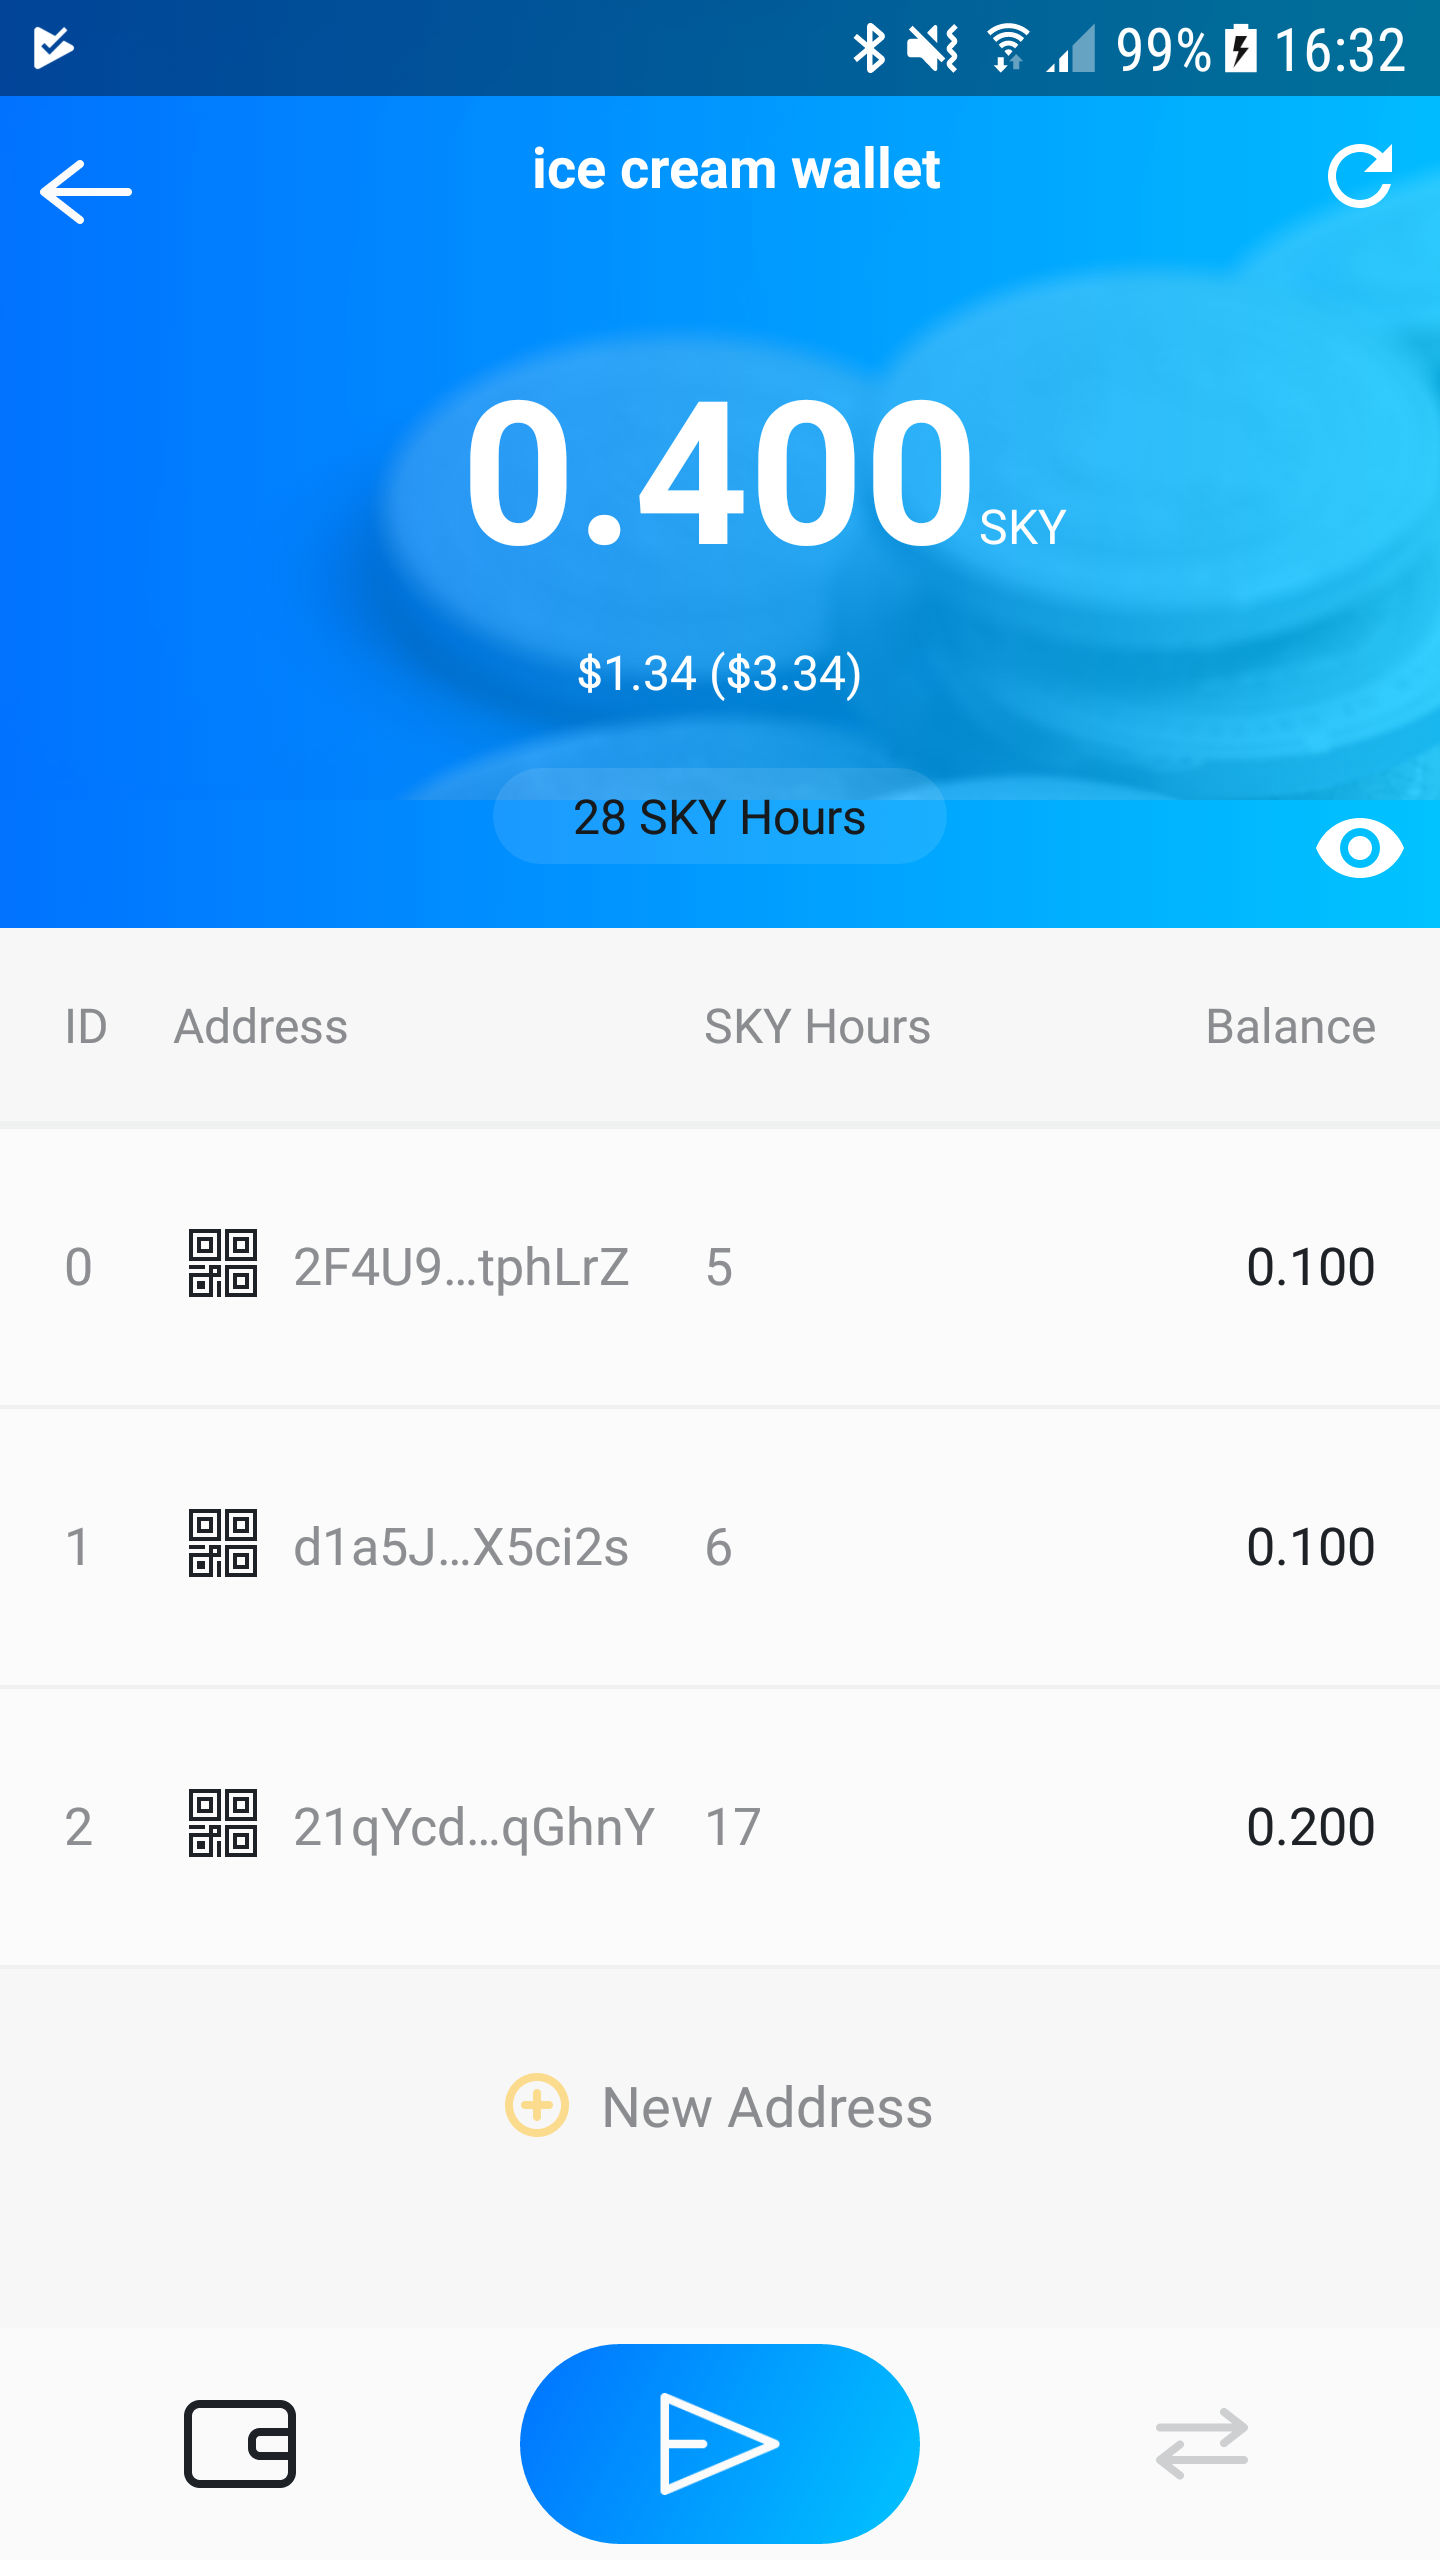 99% 16:32
ice cream wallet
0.400 SKY
$1.34 ($3.34)
28 SKY Hours
ID Address SKY Hours Balance
0 2F4U9...tphLrZ 5 0.100
1 d1a5J...X5ci2s 6 0.100
2 21qYcd...qGhnY 17 0.200
New Address